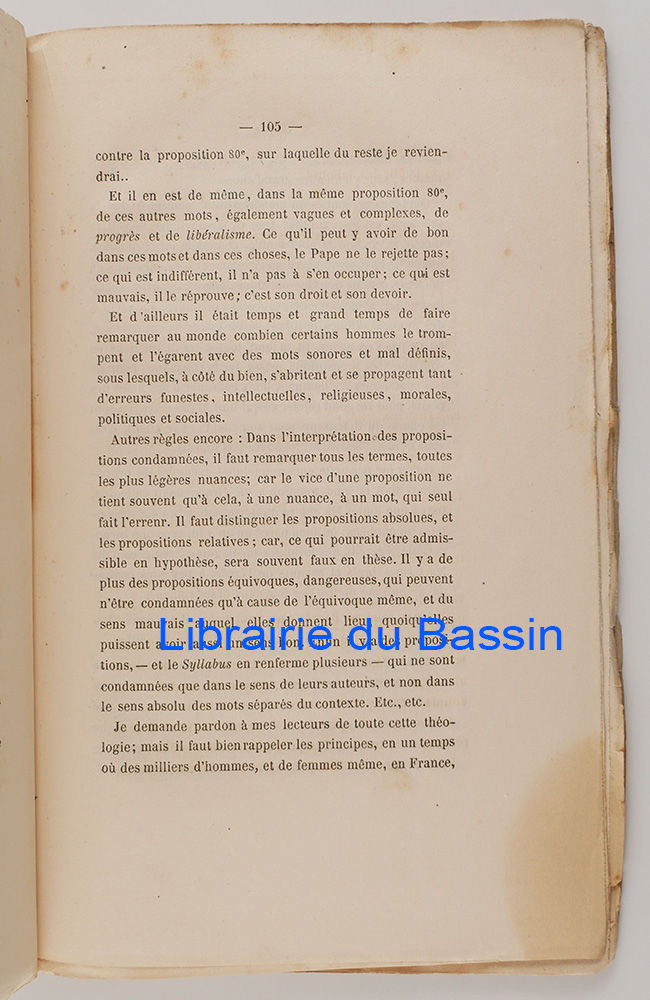 — 105 —
contre la proposition 80e, sur laquelle du reste je revien-
drai..
Et il en est de même, dans la même proposition 80e,
de ces autres mots, également vagues et complexes, de
progrès et de libéralisme. Ce qu'il peut y avoir de bon
dans ces mots et dans ces choses, le Pape ne le rejette pas;
ce qui est indifférent, il n'a pas à s'en occuper; ce qui est
mauvais, il le réprouve; c'est son droit et son devoir.
Et d'ailleurs il était temps et grand temps de faire
remarquer au monde combien certains hommes le trom-
pent et l'égarent avec des mots sonores et mal définis,
sous lesquels, à côté du bien, s'abritent et se propagent tant
d'erreurs funestes, intellectuelles, religieuses, morales,
politiques et sociales.
Autres règles encore : Dans l'interprétation des proposi-
tions condamnées, il faut remarquer tous les termes, toutes
les plus légères nuances; car le vice d'une proposition ne
tient souvent qu'à cela, à une nuance, à un mot, qui seul
fait l'errenr. Il faut distinguer les propositions absolues, et
les propositions relatives; car, ce qui pourrait être admis-
sible en hypothèse, sera souvent faux en thèse. Il y a de
plus des propositions équivoques, dangereuses, qui peuvent
n'être condamnées qu'à cause de l'équivoque même, et du
sens mauvais auquel elles donnent lieu, quoiqu'elles
puissent avoir aussi un sens bon. Enfin il y a des proposi-
Librairie du Bassin
tions, — et le Syllabus en renferme plusieurs — qui ne sont
condamnées que dans le sens de leurs auteurs, et non dans
le sens absolu des mots séparés du contexte. Etc., etc.
Je demande pardon à mes lecteurs de toute cette théo-
logie; mais il faut bien rappeler les principes, en un temps
où des milliers d'hommes, et de femmes même, en France,